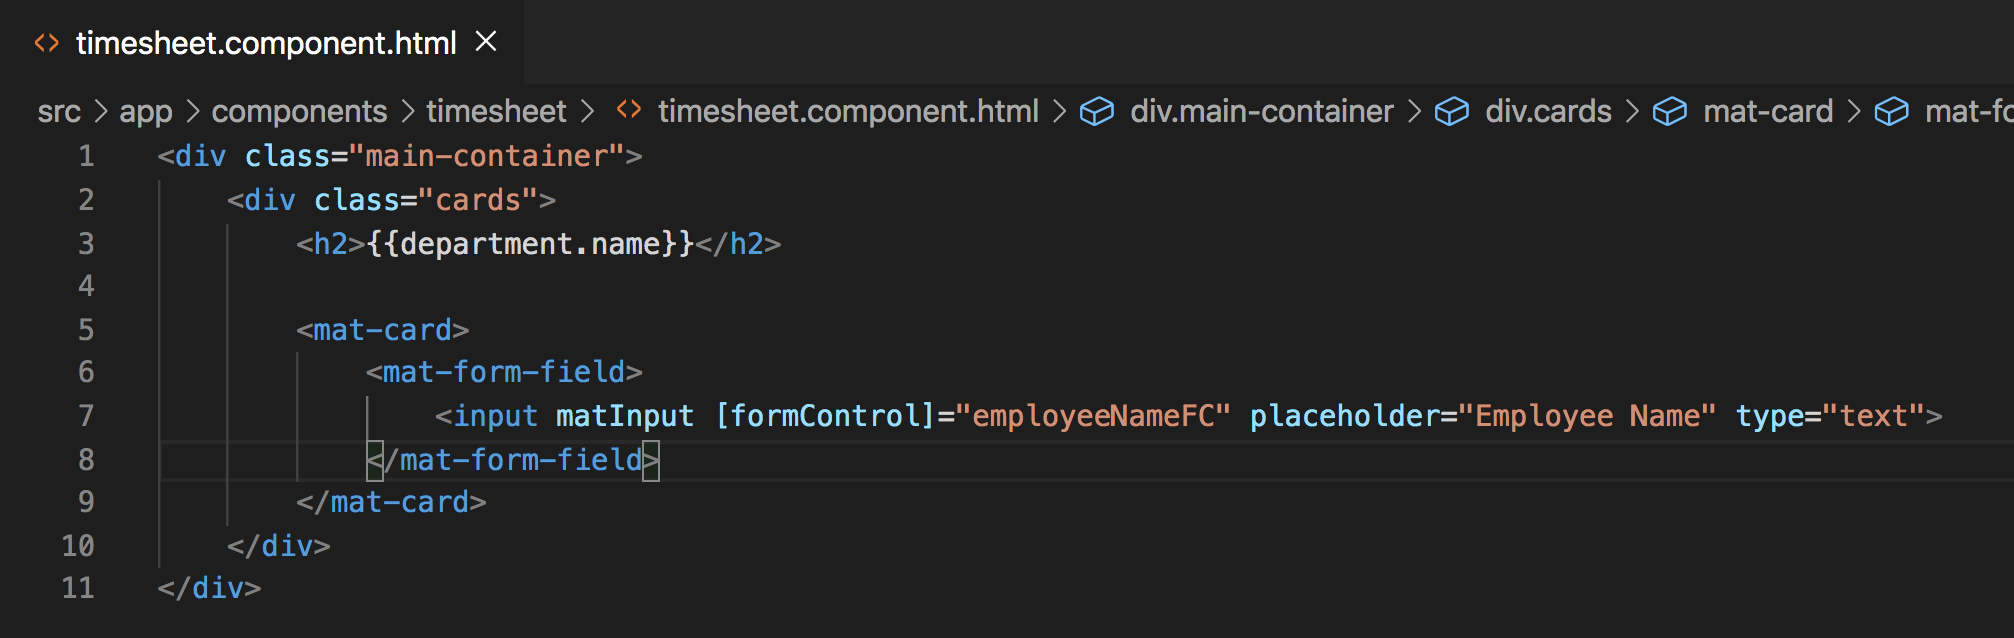 timesheet.component.html
src > app > components > timesheet > timesheet.component.html > div.main-container > div.cards > mat-card > mat-fo
1 <div class="main-container">
2     <div class="cards">
3         <h2>{{department.name}}</h2>
4
5         <mat-card>
6             <mat-form-field>
7                 <input matInput [formControl]="employeeNameFC" placeholder="Employee Name" type="text">
8             </mat-form-field>
9         </mat-card>
10     </div>
11 </div>